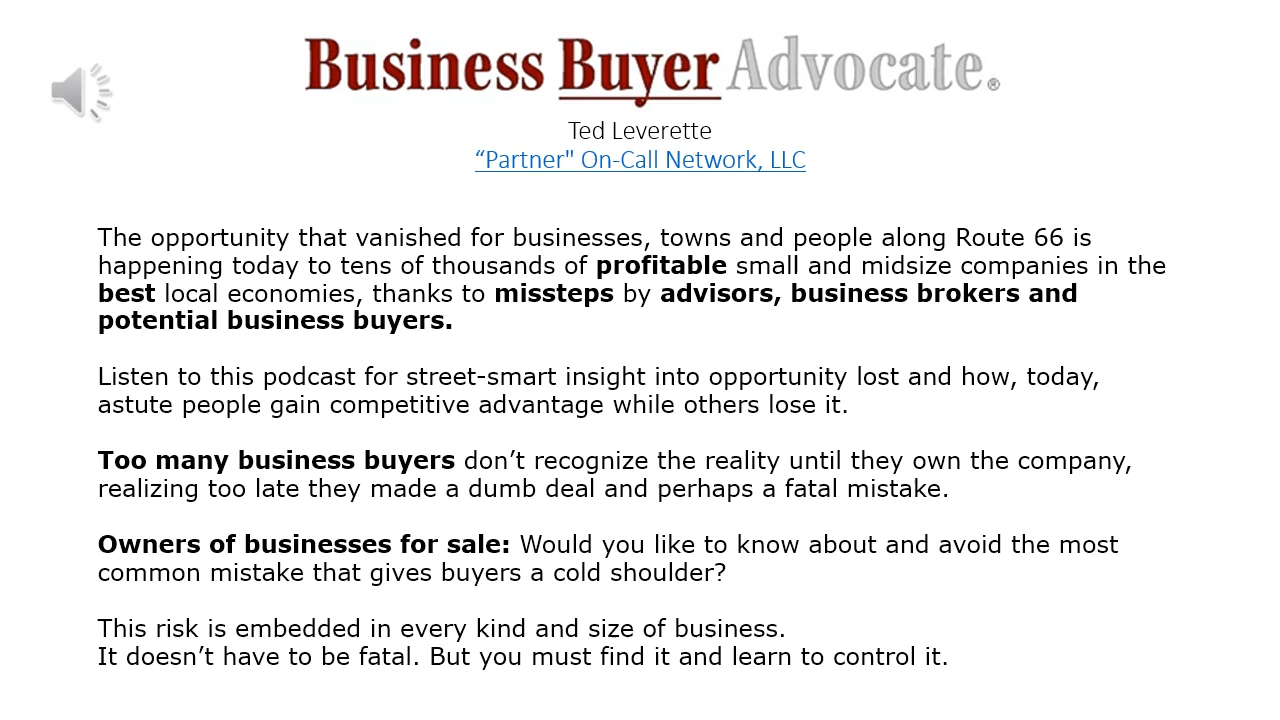 Business Buyer Advocate®
Ted Leverette
“Partner" On-Call Network, LLC
The opportunity that vanished for businesses, towns and people along Route 66 is
happening today to tens of thousands of profitable small and midsize companies in the
best local economies, thanks to missteps by advisors, business brokers and
potential business buyers.
Listen to this podcast for street-smart insight into opportunity lost and how, today,
astute people gain competitive advantage while others lose it.
Too many business buyers don’t recognize the reality until they own the company,
realizing too late they made a dumb deal and perhaps a fatal mistake.
Owners of businesses for sale: Would you like to know about and avoid the most
common mistake that gives buyers a cold shoulder?
This risk is embedded in every kind and size of business.
It doesn’t have to be fatal. But you must find it and learn to control it.